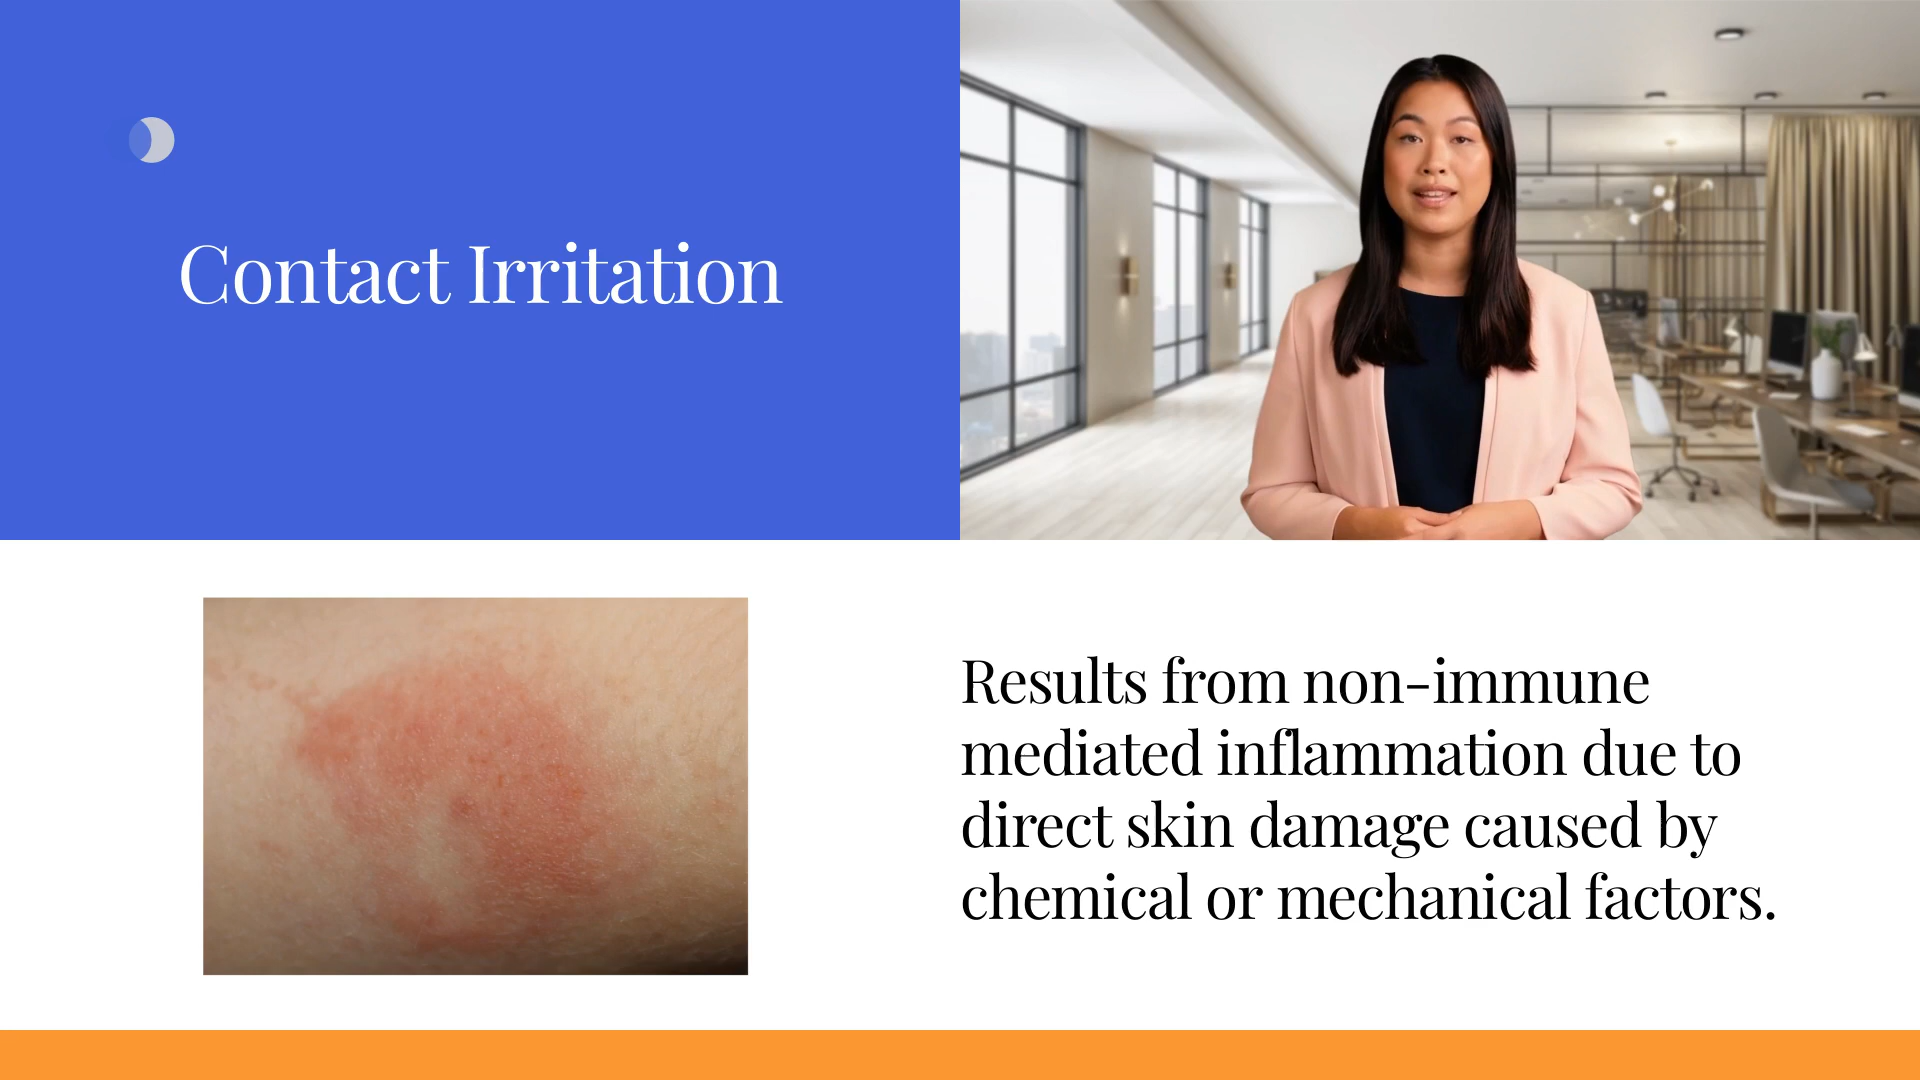 Contact Irritation
Results from non-immune
mediated inflammation due to
direct skin damage caused by
chemical or mechanical factors.